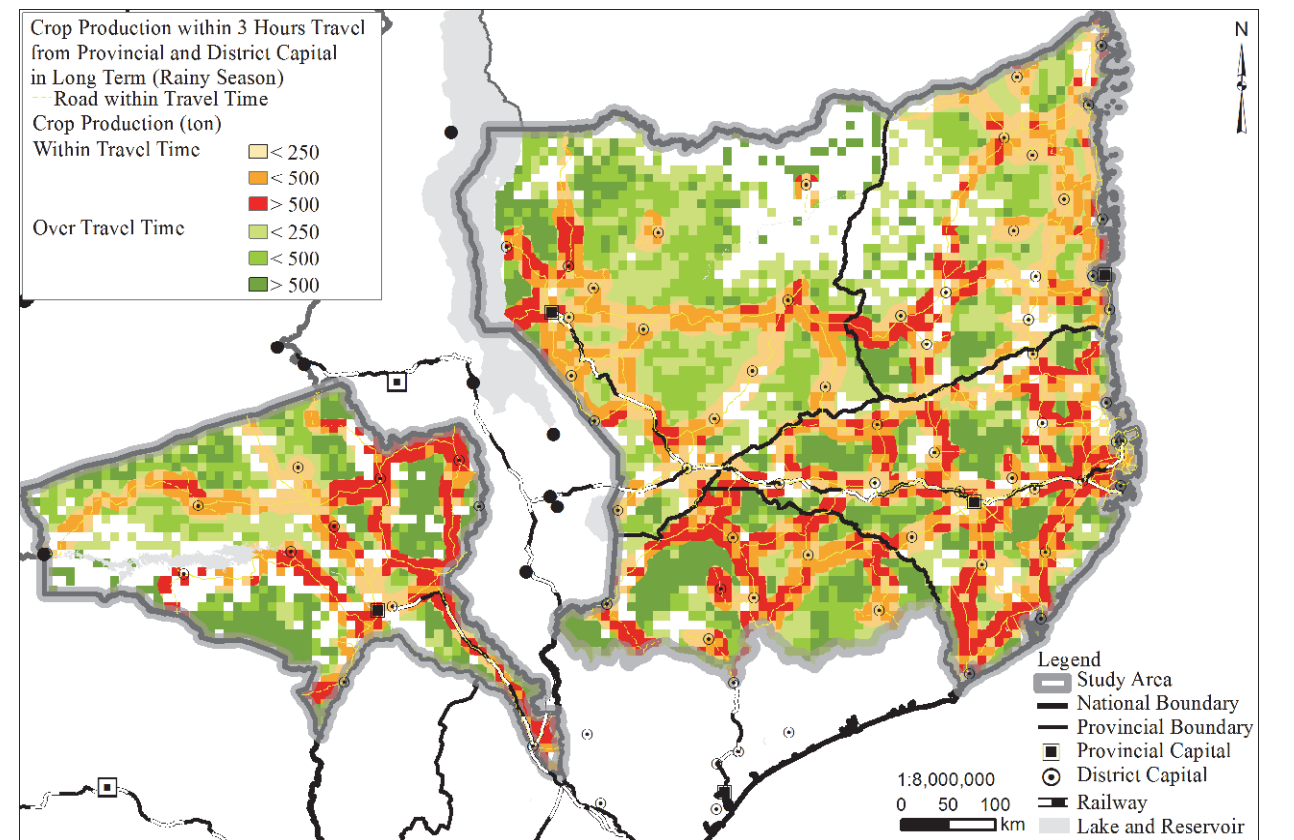 Crop Production within 3 Hours Travel
from Provincial and District Capital
in Long Term (Rainy Season)
Road within Travel Time
Crop Production (ton)
Within Travel Time
< 250
< 500
> 500
Over Travel Time
< 250
< 500
> 500
N
Legend
Study Area
National Boundary
Provincial Boundary
Provincial Capital
District Capital
Railway
Lake and Reservoir
1:8,000,000
0 50 100
km